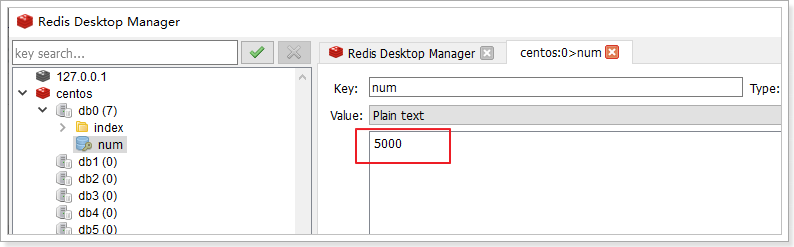 Redis Desktop Manager
key search...
127.0.0.1
centos
db0 (7)
index
num
db1 (0)
db2 (0)
db3 (0)
db4 (0)
db5 (0)
Redis Desktop Manager
centos:0>num
Key: num Type:
Value: Plain text
5000